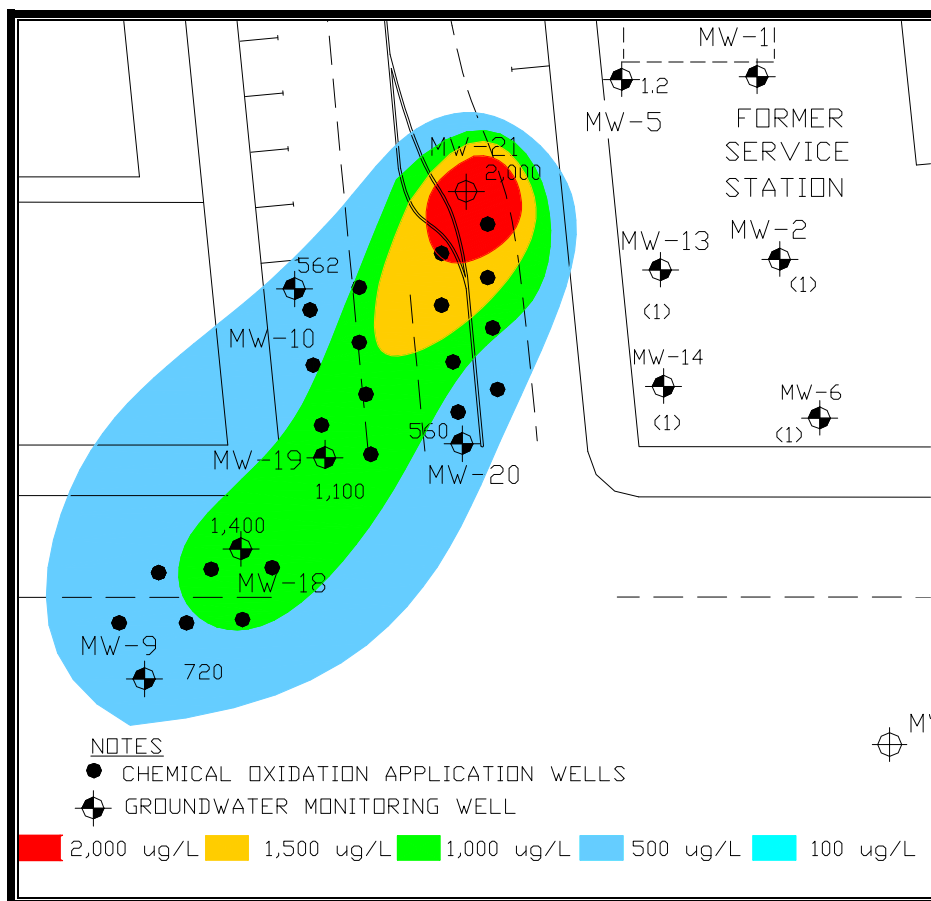 MW-1
1.2
MW-5
FORMER
SERVICE
STATION
MW-21
2,000
MW-13
MW-2
(1)
(1)
562
MW-10
MW-14
MW-6
(1)
(1)
560
MW-20
MW-19
1,100
1,400
MW-18
MW-9
720
NOTES
CHEMICAL OXIDATION APPLICATION WELLS
GROUNDWATER MONITORING WELL
2,000 ug/L 1,500 ug/L 1,000 ug/L 500 ug/L 100 ug/L